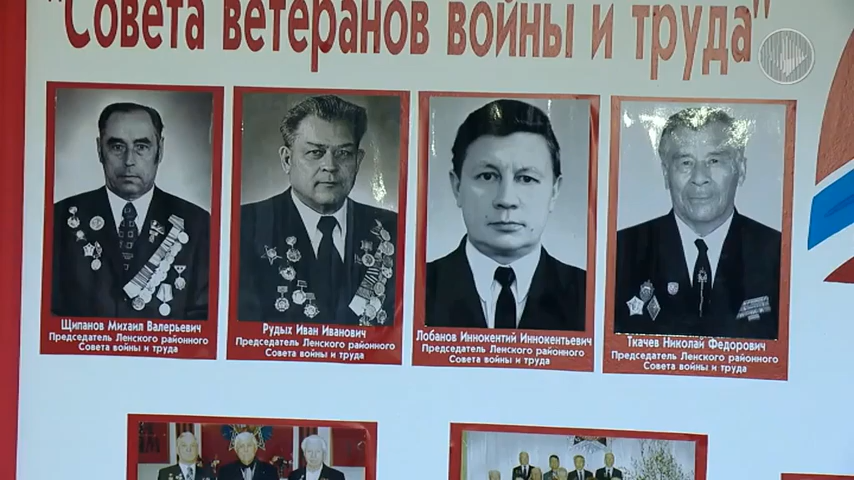 "Совета ветеранов войны и труда"
Щипанов Михаил Валерьевич
Председатель Ленского районного
Совета войны и труда
Рудых Иван Иванович
Председатель Ленского районного
Совета войны и труда
Лобанов Иннокентий Иннокентьевич
Председатель Ленского районного
Совета войны и труда
Ткачев Николай Федорович
Председатель Ленского районного
Совета войны и труда